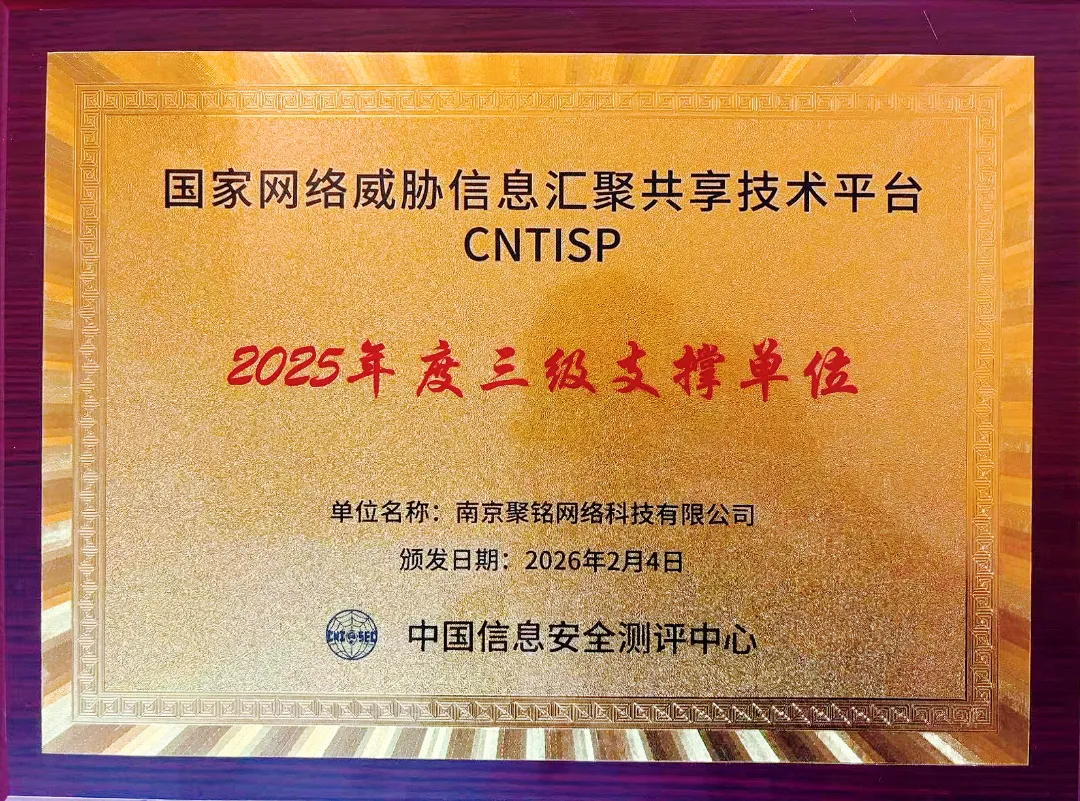 国家网络威胁信息汇聚共享技术平台
CNTISP
2025年度三级支撑单位
单位名称：南京聚铭网络科技有限公司
颁发日期：2026年2月4日
CNITSEC
中国信息安全测评中心